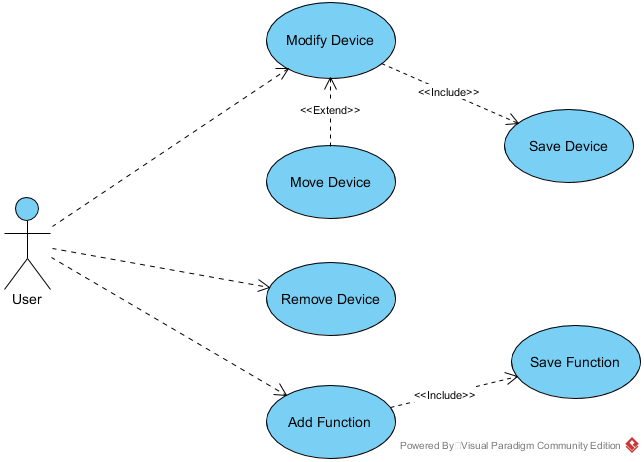 Modify Device
<<Include>>
<<Extend>>
Save Device
Move Device
User
Remove Device
Save Function
<<Include>>
Add Function
Powered By Visual Paradigm Community Edition